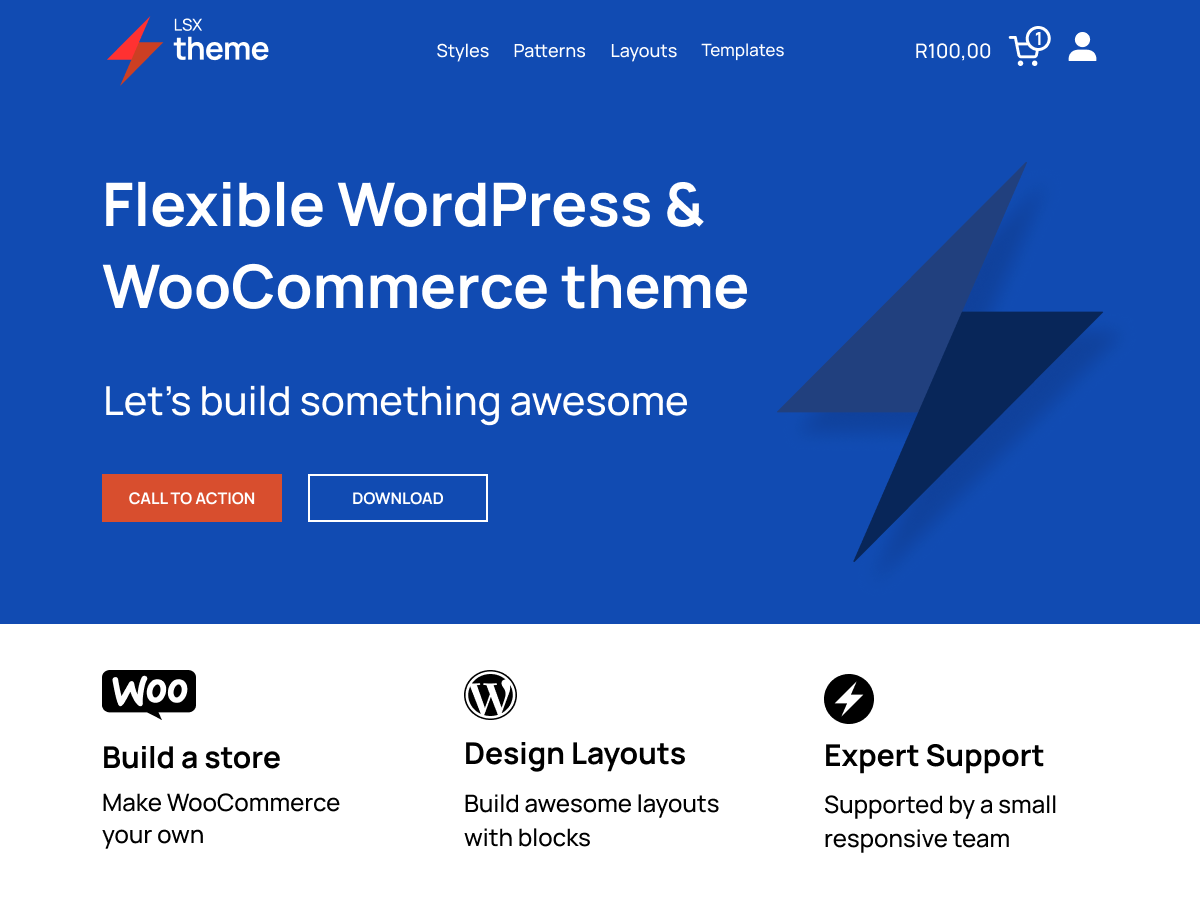 LSX
theme
Styles Patterns Layouts Templates
R100,00
1
Flexible WordPress &
WooCommerce theme
Let’s build something awesome
CALL TO ACTION
DOWNLOAD
Woo
Build a store
Make WooCommerce
your own
W
Design Layouts
Build awesome layouts
with blocks
Expert Support
Supported by a small
responsive team